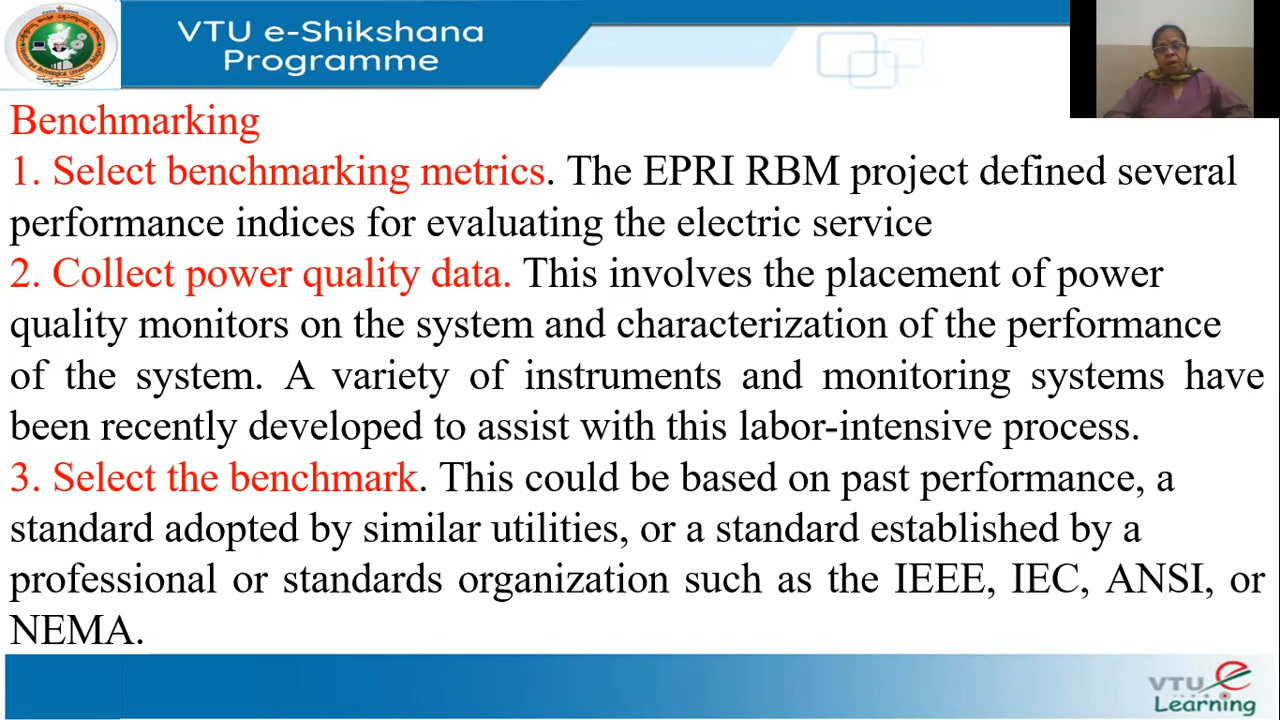 VTU e-Shikshana
Programme
Benchmarking
1. Select benchmarking metrics. The EPRI RBM project defined several
performance indices for evaluating the electric service
2. Collect power quality data. This involves the placement of power
quality monitors on the system and characterization of the performance
of the system. A variety of instruments and monitoring systems have
been recently developed to assist with this labor-intensive process.
3. Select the benchmark. This could be based on past performance, a
standard adopted by similar utilities, or a standard established by a
professional or standards organization such as the IEEE, IEC, ANSI, or
NEMA.
VTU e
Learning